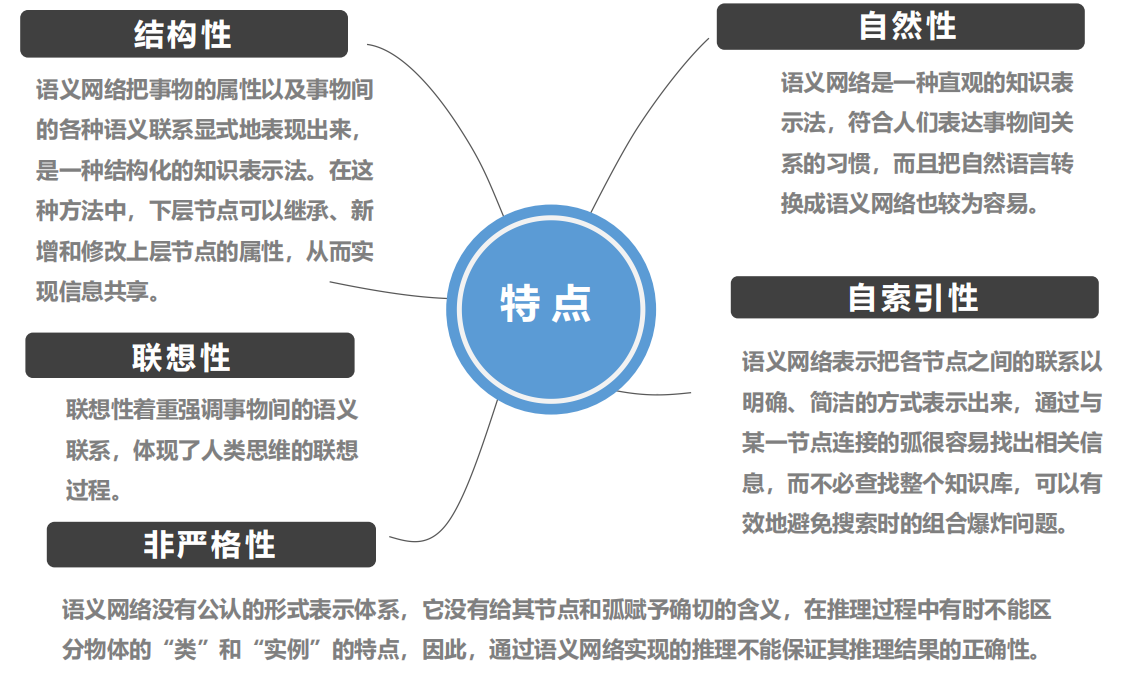 结构性
语义网络把事物的属性以及事物间
的各种语义联系显式地表现出来，
是一种结构化的知识表示法。在这
种方法中，下层节点可以继承、新
增和修改上层节点的属性，从而实
现信息共享。
联想性
联想性着重强调事物间的语义
联系，体现了人类思维的联想
过程。
特点
自然性
语义网络是一种直观的知识表
示法，符合人们表达事物间关
系的习惯，而且把自然语言转
换成语义网络也较为容易。
自索引性
语义网络表示把各节点之间的联系以
明确、简洁的方式表示出来，通过与
某一节点连接的弧很容易找出相关信
息，而不必查找整个知识库，可以有
效地避免搜索时的组合爆炸问题。
非严格性
语义网络没有公认的形式表示体系，它没有给其节点和弧赋予确切的含义，在推理过程中有时不能区
分物体的“类”和“实例”的特点，因此，通过语义网络实现的推理不能保证其推理结果的正确性。